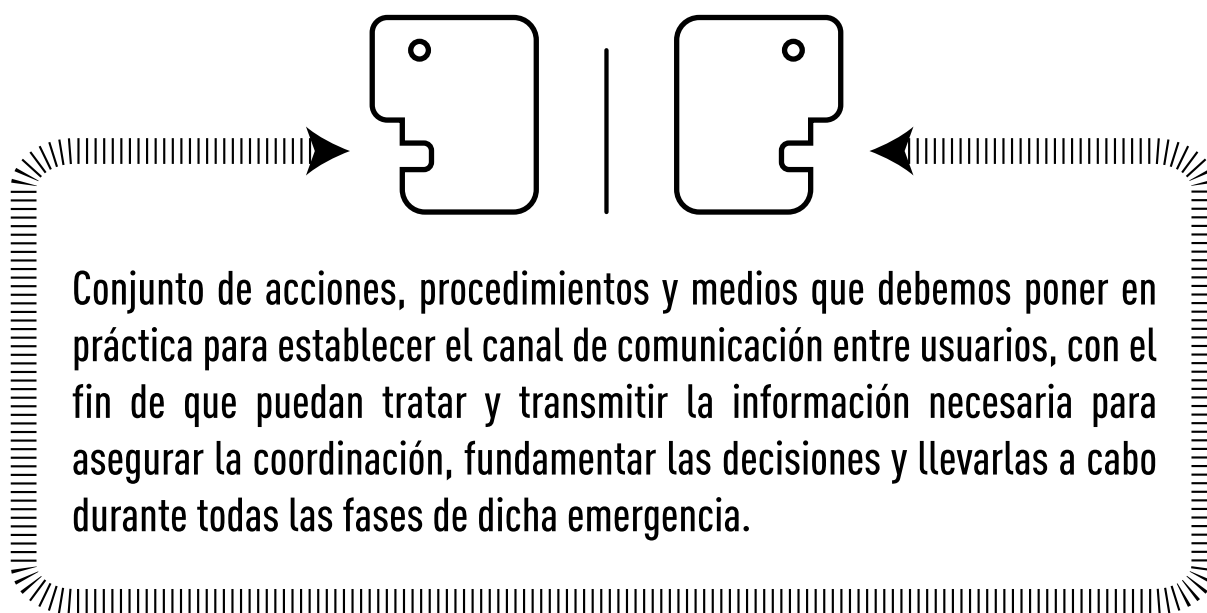 Conjunto de acciones, procedimientos y medios que debemos poner en
práctica para establecer el canal de comunicación entre usuarios, con el
fin de que puedan tratar y transmitir la información necesaria para
asegurar la coordinación, fundamentar las decisiones y llevarlas a cabo
durante todas las fases de dicha emergencia.